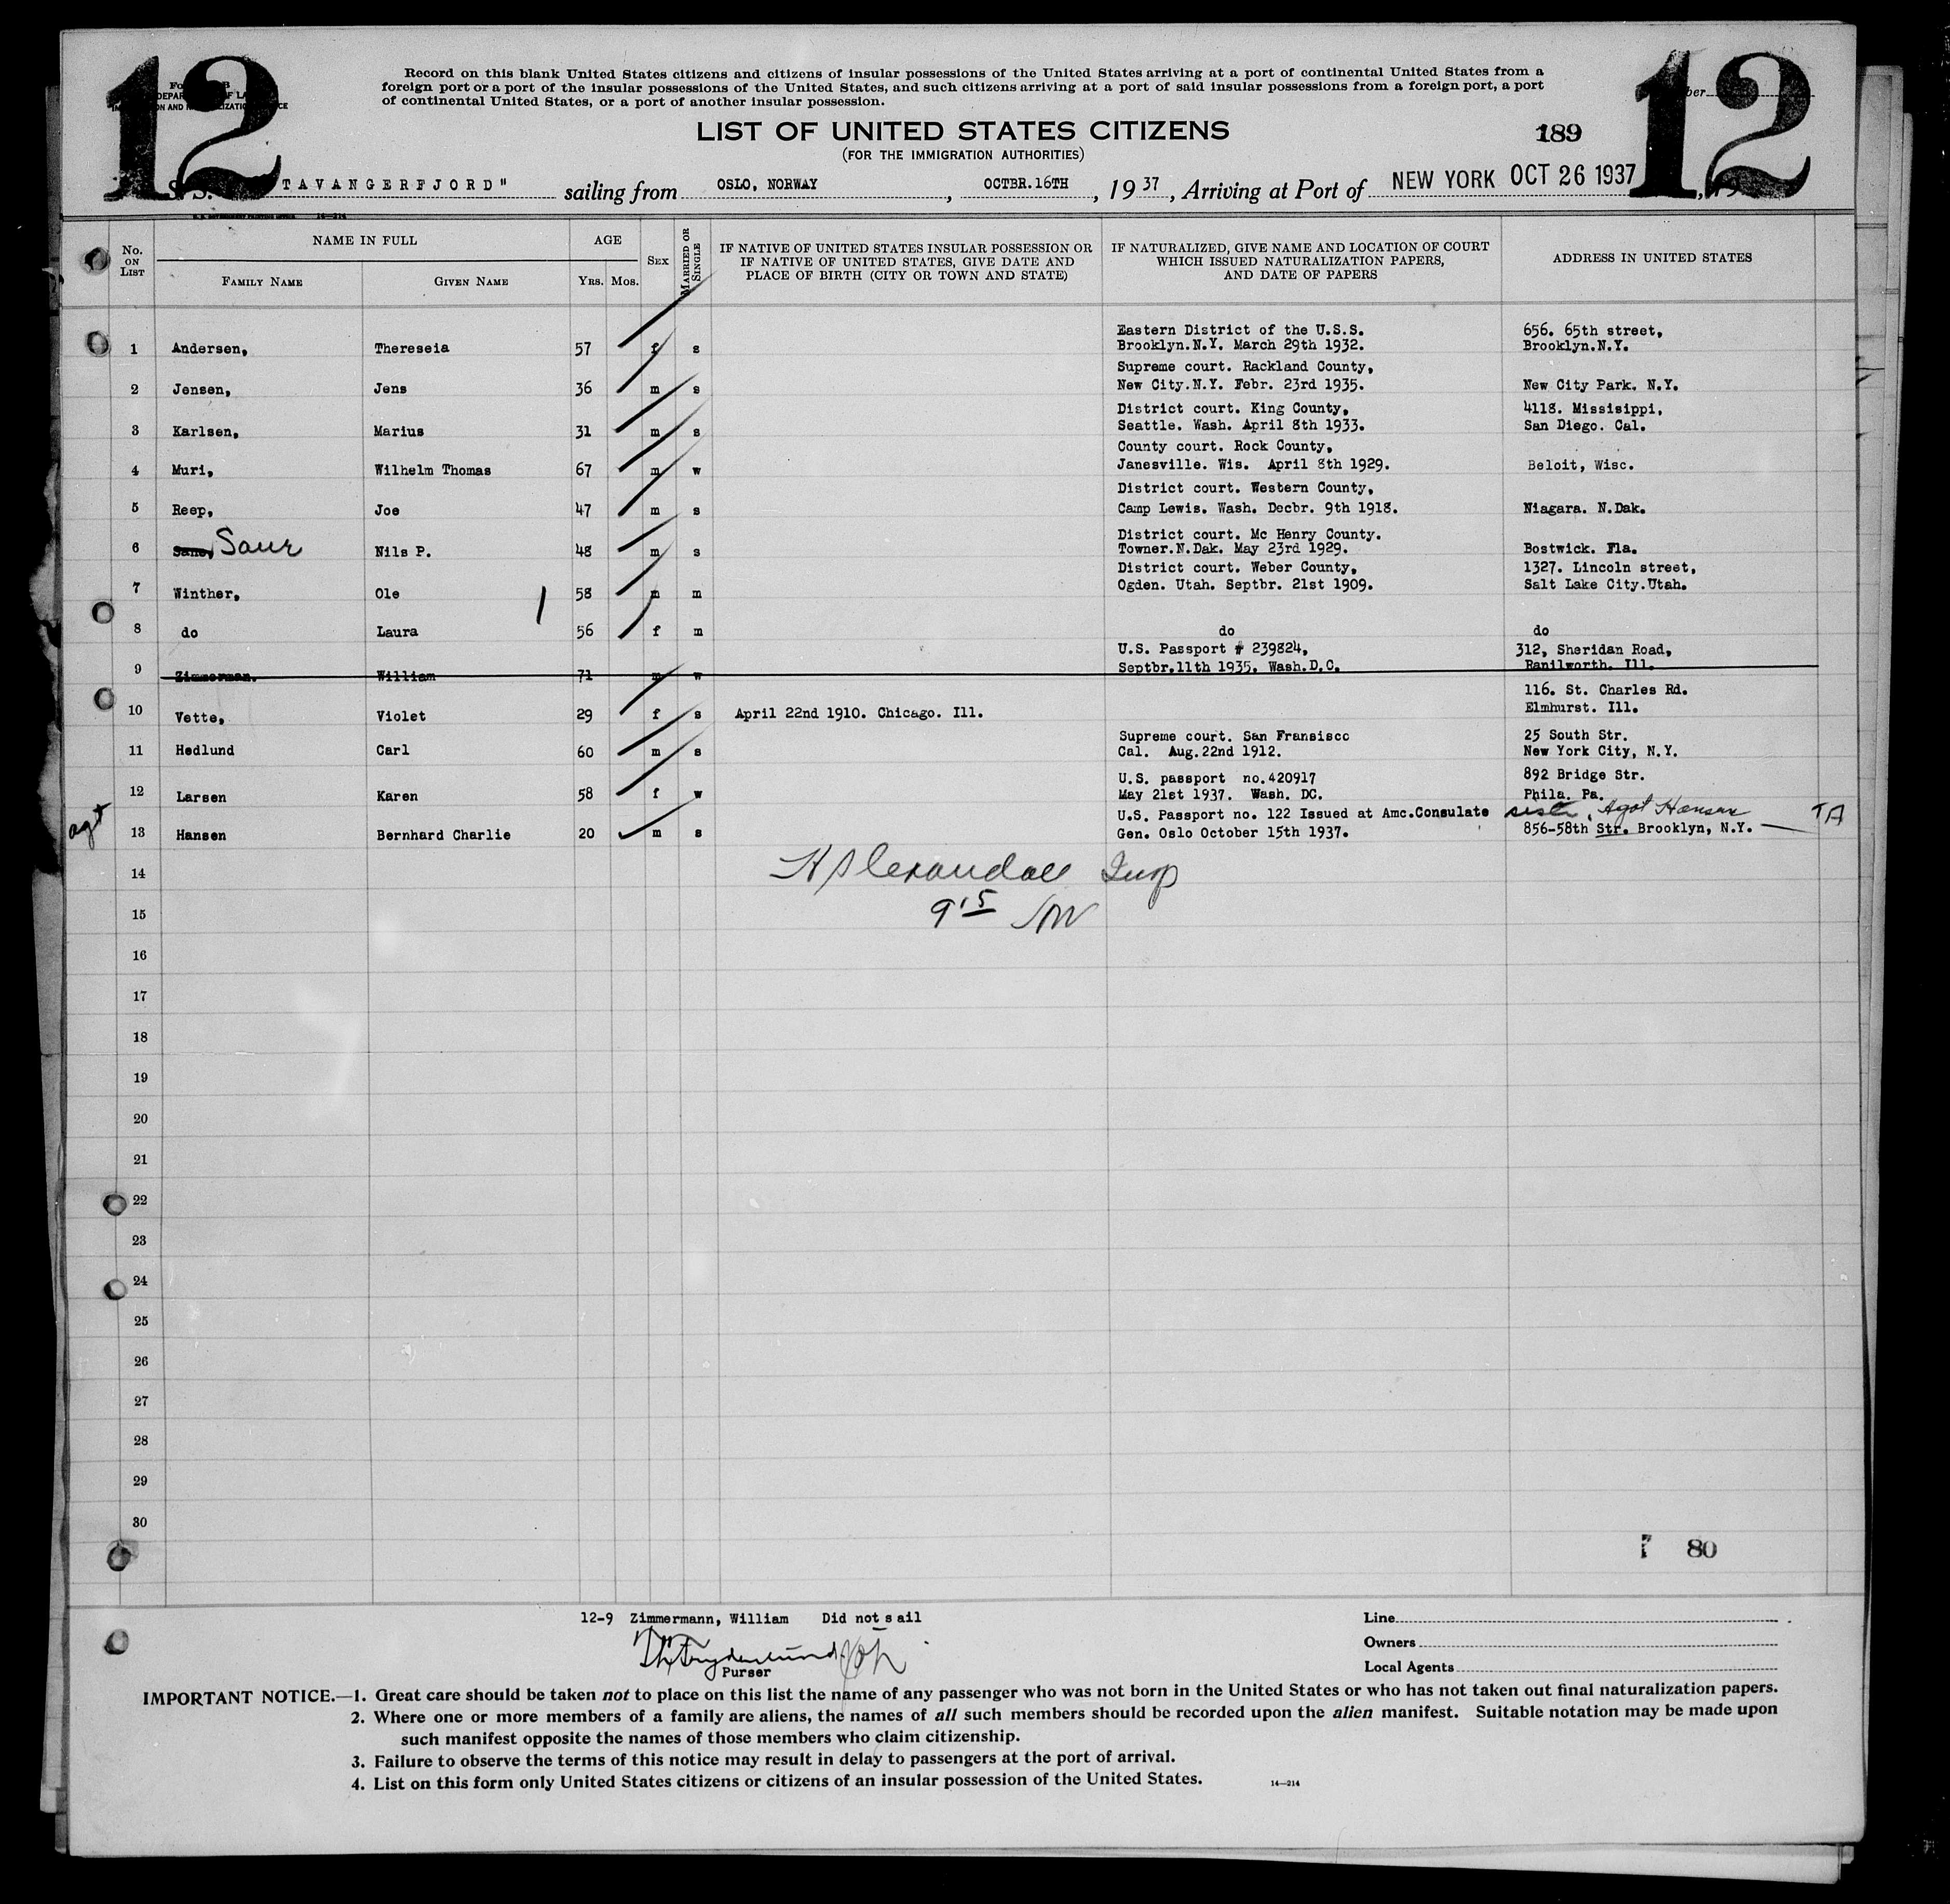 12
12
Record on this blank United States citizens and citizens of insular possessions of the United States arriving at a port of continental United States from a
foreign port or a port of the insular possessions of the United States, and such citizens arriving at a port of said insular possessions from a foreign port, a port
of continental United States, or a port of another insular possession.
LIST OF UNITED STATES CITIZENS
(FOR THE IMMIGRATION AUTHORITIES)
189
TAVANGERFJORD" sailing from OSLO, NORWAY, OCTBR.16TH, 1937, Arriving at Port of NEW YORK OCT 26 1937
No. ON LIST
NAME IN FULL
FAMILY NAME
GIVEN NAME
AGE
YRS. MOS.
SEX
MARRIED OR SINGLE
IF NATIVE OF UNITED STATES INSULAR POSSESSION OR
IF NATIVE OF UNITED STATES, GIVE DATE AND
PLACE OF BIRTH (CITY OR TOWN AND STATE)
IF NATURALIZED, GIVE NAME AND LOCATION OF COURT
WHICH ISSUED NATURALIZATION PAPERS,
AND DATE OF PAPERS
ADDRESS IN UNITED STATES
Eastern District of the U.S.S. 656. 65th street,
1 Andersen, Thereseia 57 f s Brooklyn.N.Y. March 29th 1932. Brooklyn.N.Y.
Supreme court. Rackland County,
2 Jensen, Jens 36 m s New City.N.Y. Febr. 23rd 1935. New City Park. N.Y.
District court. King County, 4118. Missisippi,
3 Karlsen, Marius 31 m s Seattle. Wash. April 8th 1933. San Diego. Cal.
County court. Rock County,
4 Muri, Wilhelm Thomas 67 m w Janesville. Wis. April 8th 1929. Beloit, Wisc.
District court. Western County,
5 Reep, Joe 47 m s Camp Lewis. Wash. Decbr. 9th 1918. Niagara. N.Dak.
District court. Mc Henry County.
6 Saur Nils P. 48 m s Towner.N.Dak. May 23rd 1929. Bostwick. Fla.
District court. Weber County, 1327. Lincoln street,
7 Winther, Ole 58 m m Ogden. Utah. Septbr. 21st 1909. Salt Lake City.Utah.
8 do Laura 56 f m do do
U.S. Passport # 239824, 312, Sheridan Road,
9 Zimmerman. William 71 m w Septbr.11th 1935. Wash.D.C. Ranilworth. Ill.
116. St. Charles Rd.
10 Vette, Violet 29 f s April 22nd 1910. Chicago. Ill. Elmhurst. Ill.
Supreme court. San Fransisco 25 South Str.
11 Hedlund Carl 60 m s Cal. Aug.22nd 1912. New York City, N.Y.
U.S. passport no.420917 892 Bridge Str.
12 Larsen Karen 58 f w May 21st 1937. Wash. DC. Phila. Pa.
U.S. Passport no. 122 Issued at Amc.Consulate sister, Agot Hansen TA
agt 13 Hansen Bernhard Charlie 20 m s Gen. Oslo October 15th 1937. 856-58th Str. Brooklyn, N.Y.
14
Insp
15
9 15
16
17
18
19
20
21
22
23
24
25
26
27
28
29
30
80
12-9 Zimmermann, William Did not s ail
Purser
Line
Owners
Local Agents
IMPORTANT NOTICE.—1. Great care should be taken not to place on this list the name of any passenger who was not born in the United States or who has not taken out final naturalization papers.
2. Where one or more members of a family are aliens, the names of all such members should be recorded upon the alien manifest. Suitable notation may be made upon
such manifest opposite the names of those members who claim citizenship.
3. Failure to observe the terms of this notice may result in delay to passengers at the port of arrival.
4. List on this form only United States citizens or citizens of an insular possession of the United States.
14—214